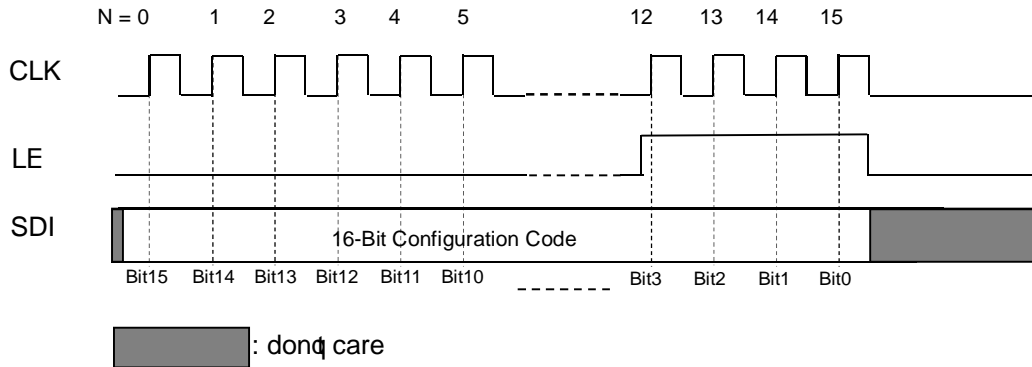 N = 0 1 2 3 4 5 12 13 14 15
CLK
LE
SDI
16-Bit Configuration Code
Bit15 Bit14 Bit13 Bit12 Bit11 Bit10 Bit3 Bit2 Bit1 Bit0
: care